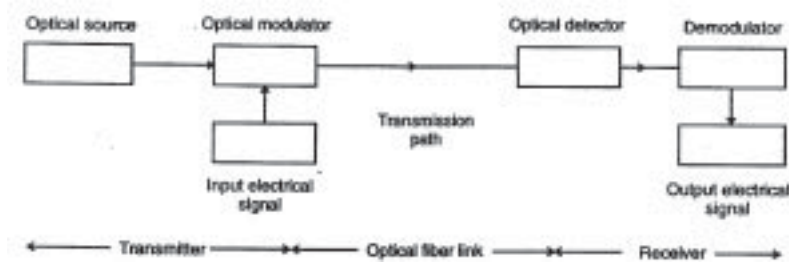 Optical source
Optical modulator
Optical detector
Demodulator
Transmission
path
Input electrical
signal
Output electrical
signal
Transmitter
Optical fiber link
Receiver